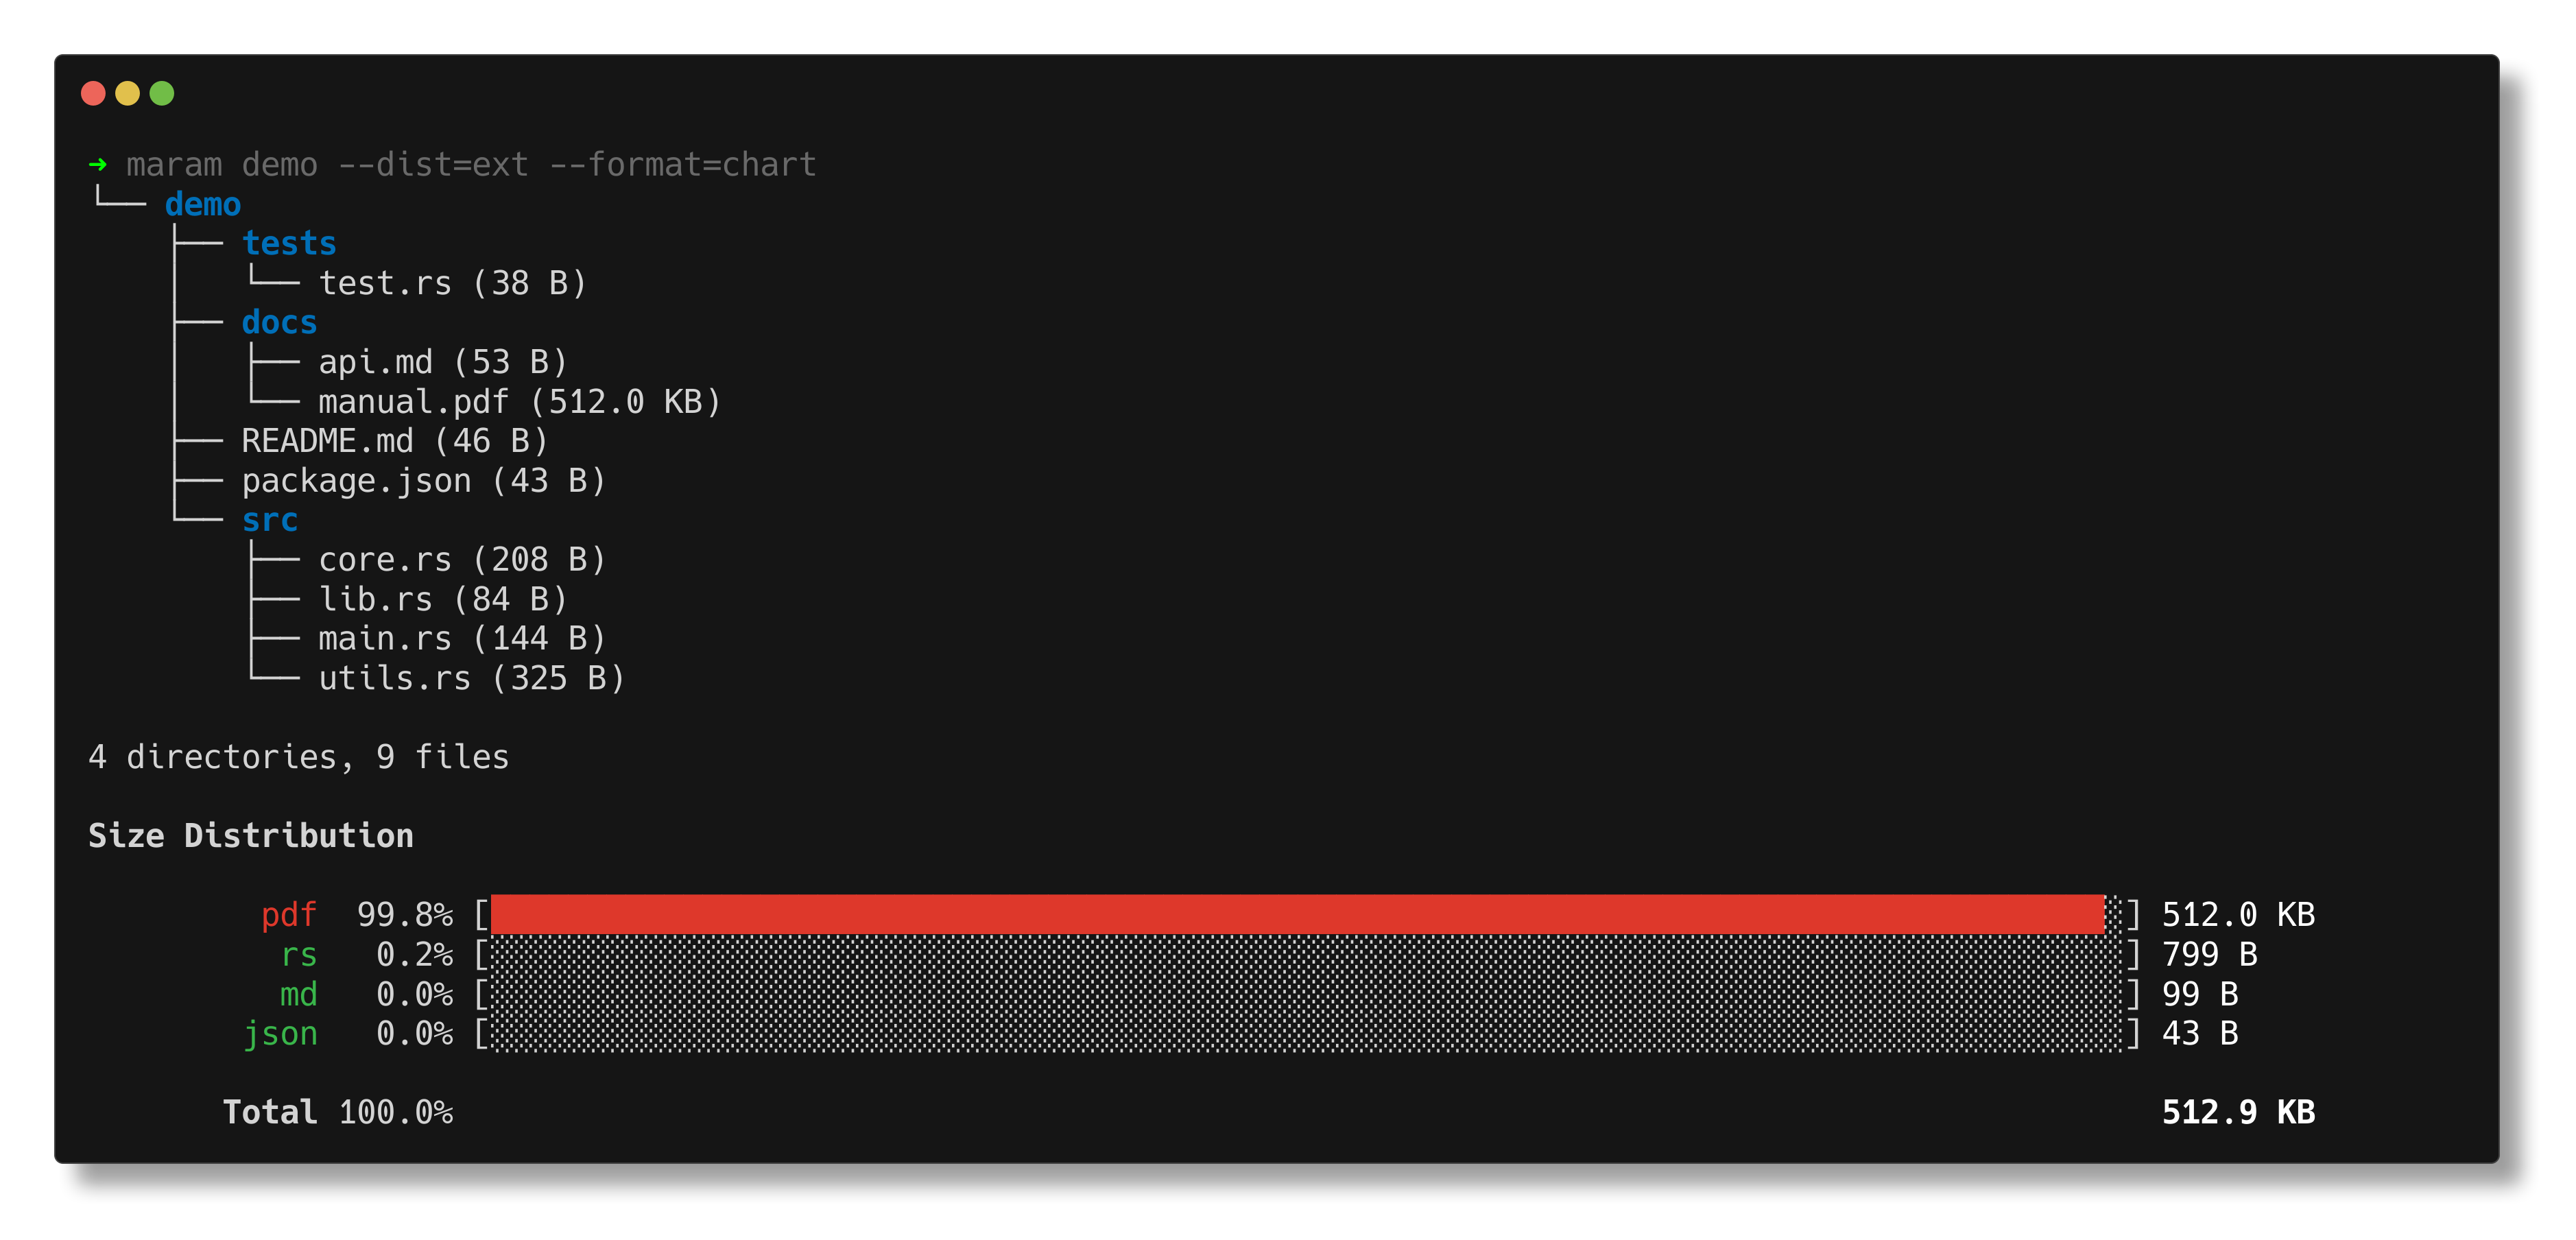 ➜ maram demo --dist=ext --format=chart
└── demo
    ├── tests
    │   └── test.rs (38 B)
    ├── docs
    │   ├── api.md (53 B)
    │   └── manual.pdf (512.0 KB)
    ├── README.md (46 B)
    ├── package.json (43 B)
    └── src
        ├── core.rs (208 B)
        ├── lib.rs (84 B)
        ├── main.rs (144 B)
        └── utils.rs (325 B)
4 directories, 9 files
Size Distribution
pdf 99.8% [ ] 512.0 KB
rs 0.2% [ ] 799 B
md 0.0% [ ] 99 B
json 0.0% [ ] 43 B
Total 100.0% 512.9 KB